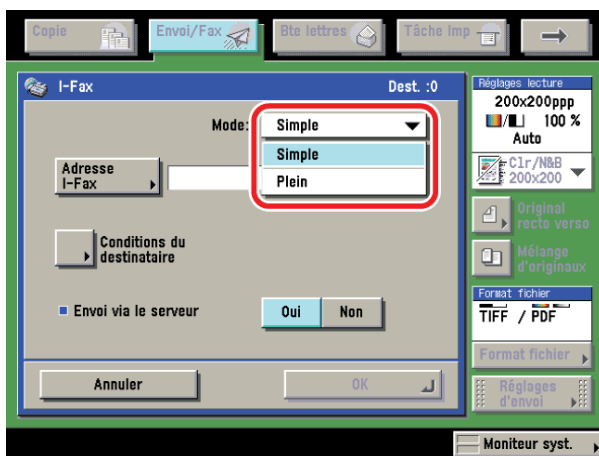 Copie
Envoi/Fax
Bte lettres
Tâche Imp
I-Fax
Dest. :0
Mode:
Simple
Simple
Plein
Adresse
I-Fax
Conditions du
destinataire
Envoi via le serveur
Oui
Non
Annuler
OK
Réglages lecture
200x200ppp
/ 100 %
Auto
Clr/N&B
200x200
Original
recto verso
Mélange
d'originaux
Format fichier
TIFF / PDF
Format fichier
Réglages
d'envoi
Moniteur syst.